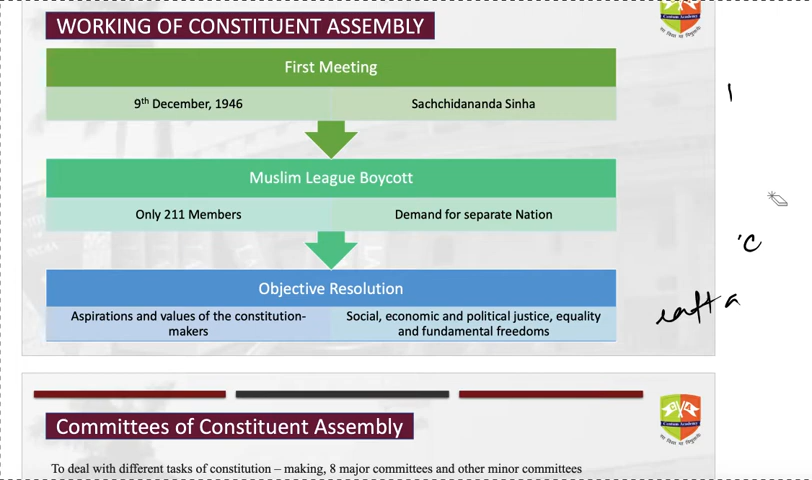 WORKING OF CONSTITUENT ASSEMBLY
First Meeting
9th December, 1946
Sachchidananda Sinha
Muslim League Boycott
Only 211 Members
Demand for separate Nation
Objective Resolution
Aspirations and values of the constitution-
makers
Social, economic and political justice, equality
and fundamental freedoms
Committees of Constituent Assembly
To deal with different tasks of constitution – making, 8 major committees and other minor committees